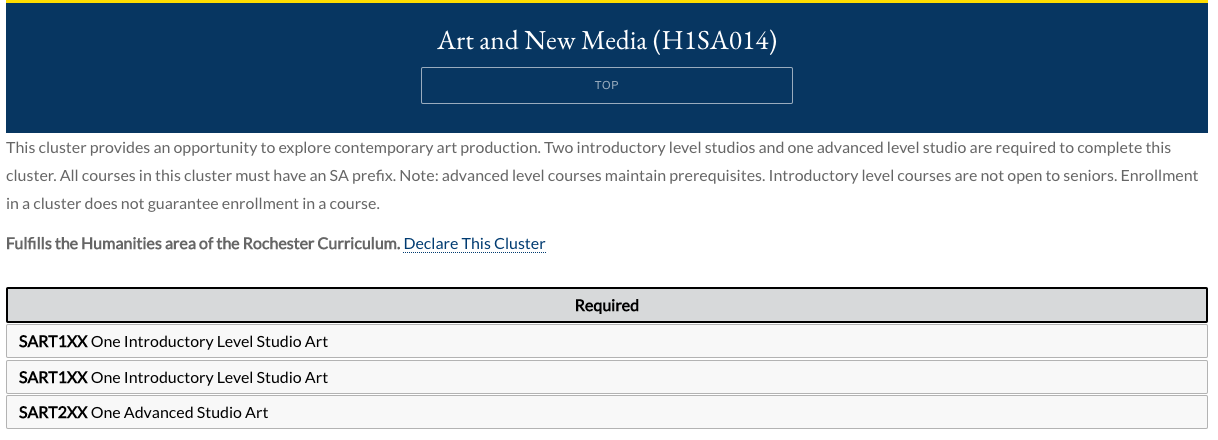 Art and New Media (H1SA014)
TOP
This cluster provides an opportunity to explore contemporary art production. Two introductory level studios and one advanced level studio are required to complete this
cluster. All courses in this cluster must have an SA prefix. Note: advanced level courses maintain prerequisites. Introductory level courses are not open to seniors. Enrollment
in a cluster does not guarantee enrollment in a course.
Fulfills the Humanities area of the Rochester Curriculum. Declare This Cluster
Required
SART1XX One Introductory Level Studio Art
SART1XX One Introductory Level Studio Art
SART2XX One Advanced Studio Art